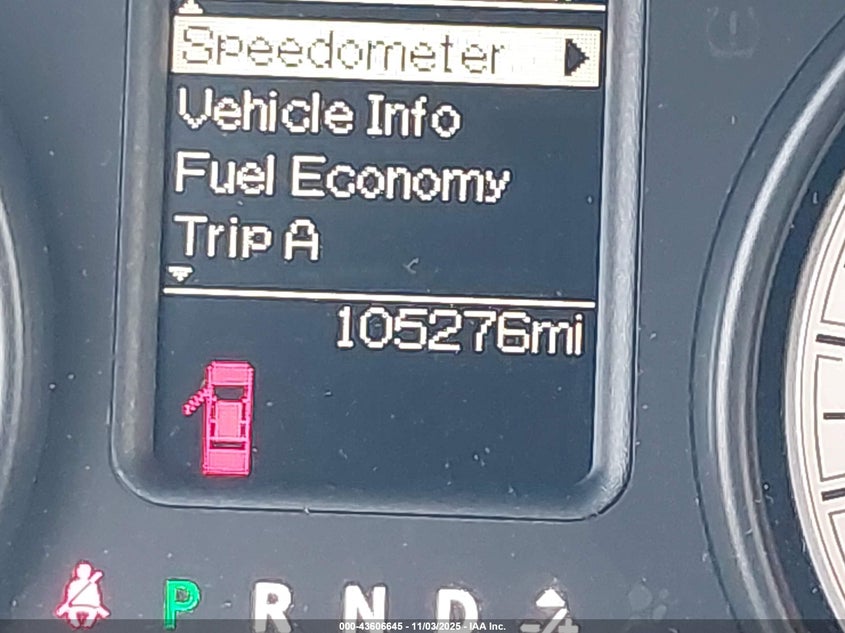 Speedometer
Vehicle Info
Fuel Economy
Trip A
105276mi
P R N D
000-43606645 - 11/03/2025 - IAA Inc.